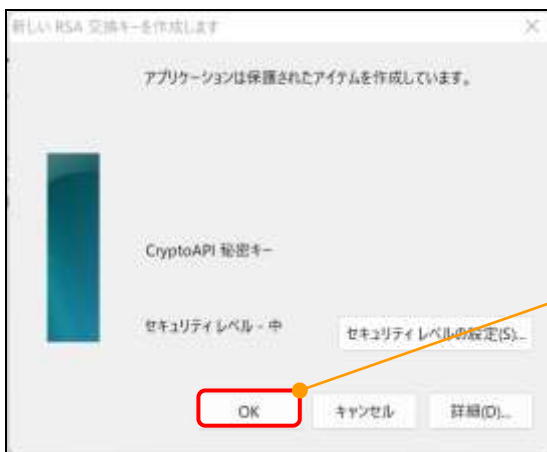 新しい RSA 交換キーを作成します
アプリケーションは保護されたアイテムを作成しています。
CryptoAPI 秘密キー
セキュリティ レベル - 中
セキュリティ レベルの設定(S)...
OK
キャンセル
詳細(D)...